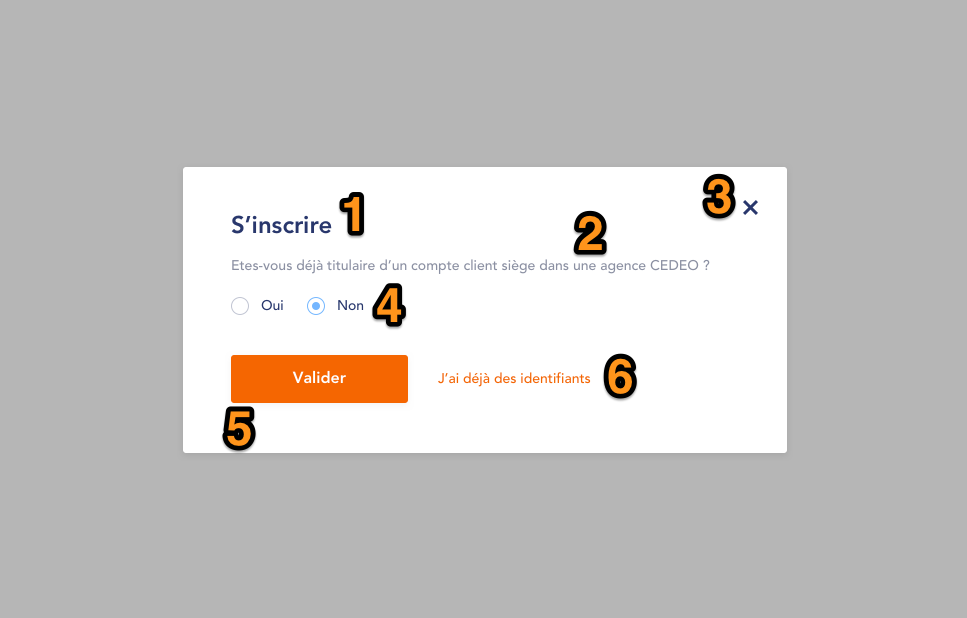 S'inscrire 1
3 ×
2
Etes-vous déjà titulaire d'un compte client siège dans une agence CEDEO ?
Oui Non 4
Valider J'ai déjà des identifiants 6
5